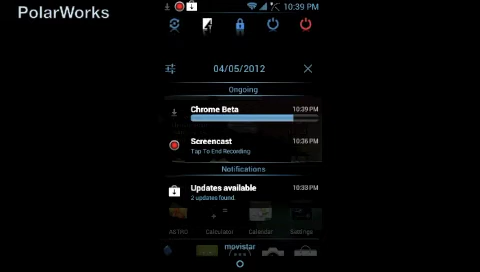 PolarWorks
10:39 PM
04/05/2012
Ongoing
Chrome Beta
10:39 PM
Screencast
10:36 PM
Tap To End Recording
Notifications
Updates available
10:33 PM
2 updates found.
ASTRO
Calculator
Calendar
Settings
movistar